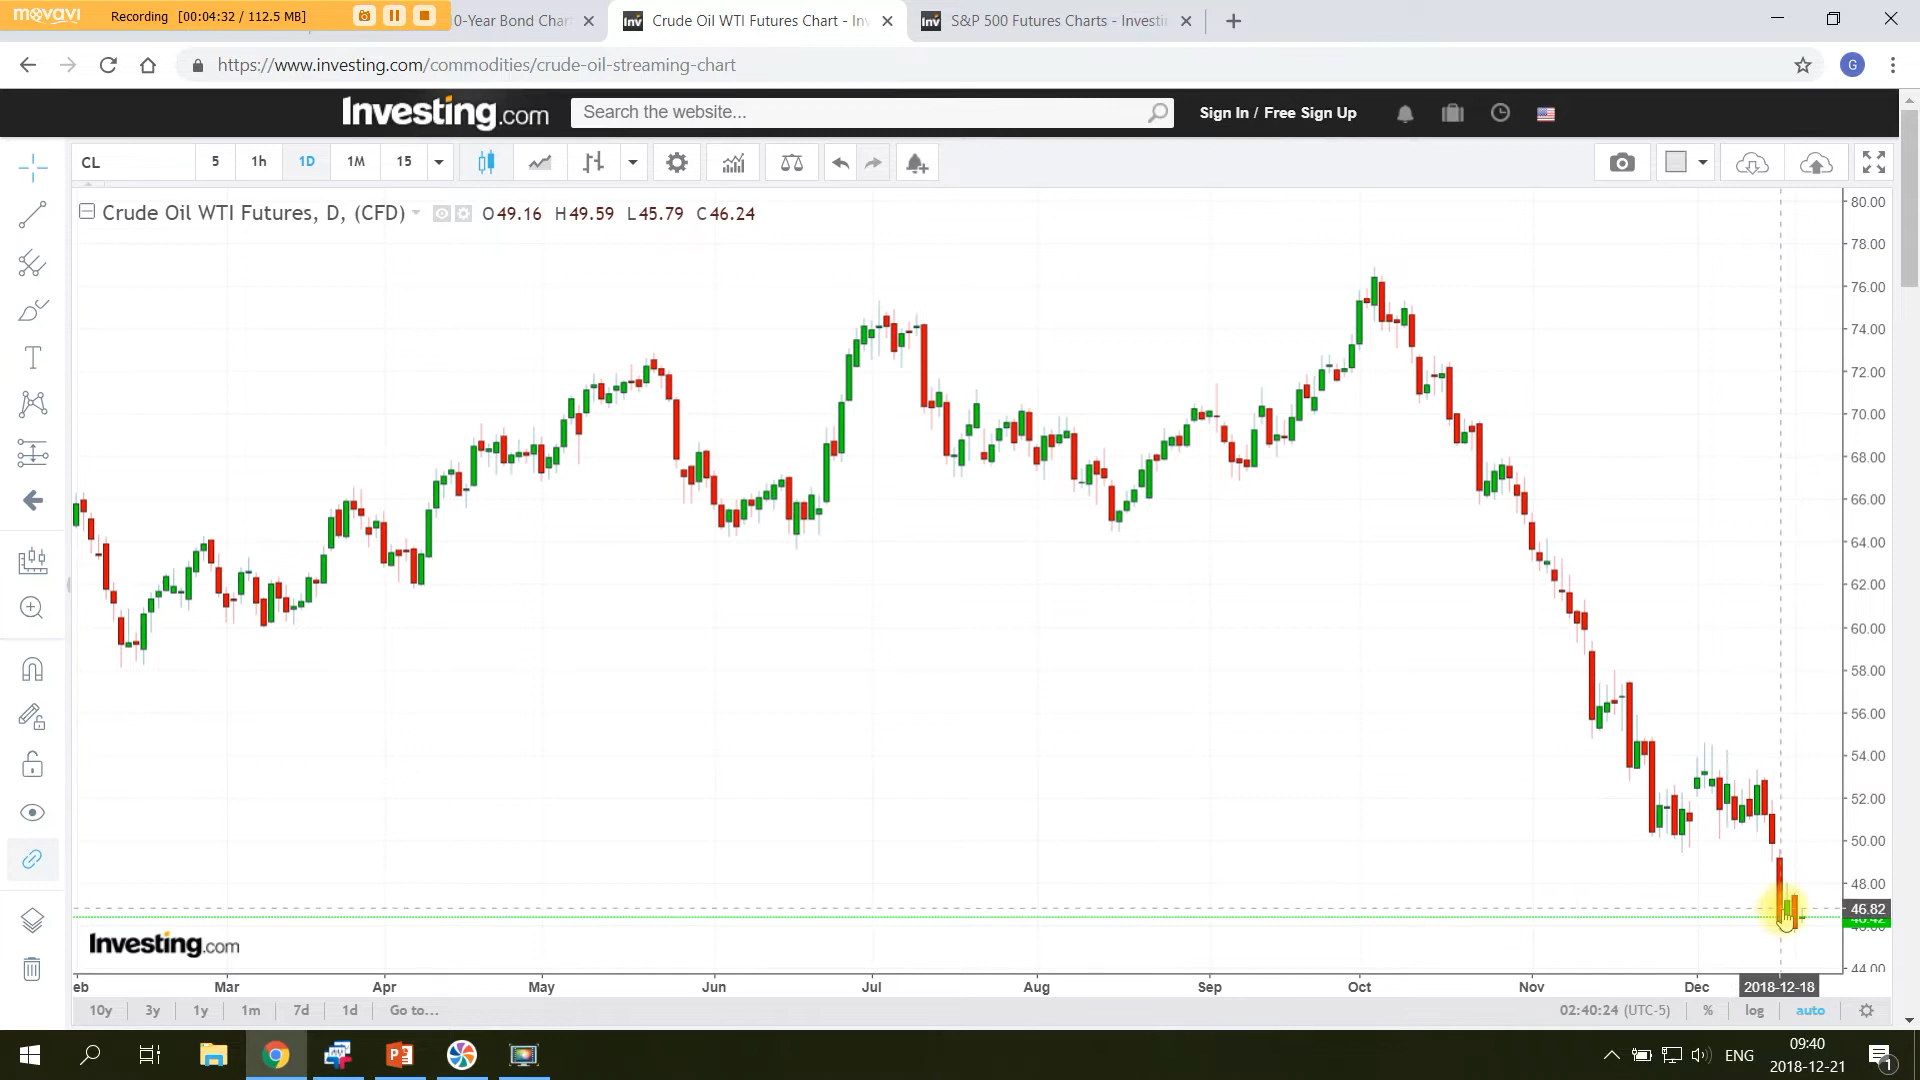 movavi Recording [00:04:32 / 112.5 MB]
0-Year Bond Char
Crude Oil WTI Futures Chart - Inv
S&P 500 Futures Charts - Investi
https://www.investing.com/commodities/crude-oil-streaming-chart
G
Investing.com
Search the website...
Sign In / Free Sign Up
CL 5 1h 1D 1M 15
Crude Oil WTI Futures, D, (CFD) O49.16 H49.59 L45.79 C46.24
80.00
78.00
76.00
74.00
72.00
70.00
68.00
66.00
64.00
62.00
60.00
58.00
56.00
54.00
52.00
50.00
48.00
46.82
44.00
Investing.com
eb Mar Apr May Jun Jul Aug Sep Oct Nov Dec 2018-12-18
10y 3y 1y 1m 7d 1d Go to... 02:40:24 (UTC-5) % log auto
ENG
09:40
2018-12-21
1